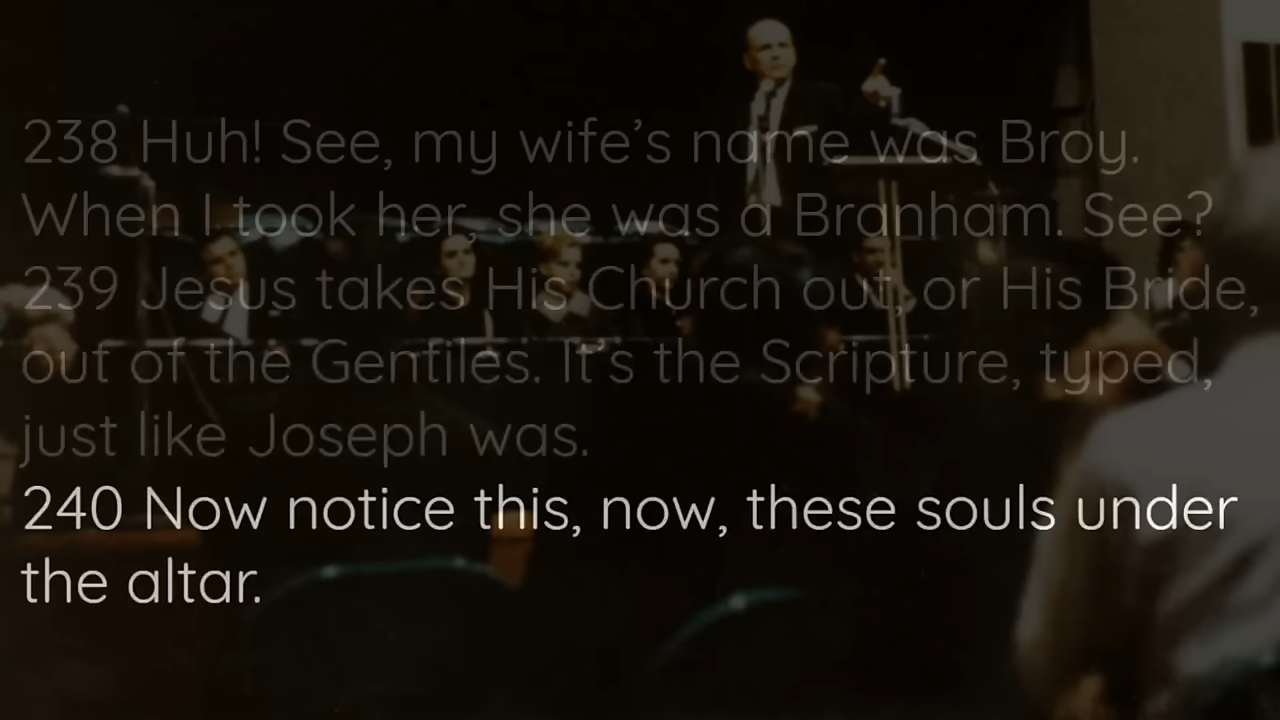 238 Huh! See, my wife’s name was Broy.
When I took her, she was a Branham. See?
239 Jesus takes His Church out, or His Bride,
out of the Gentiles. It’s the Scripture, typed,
just like Joseph was.
240 Now notice this, now, these souls under
the altar.